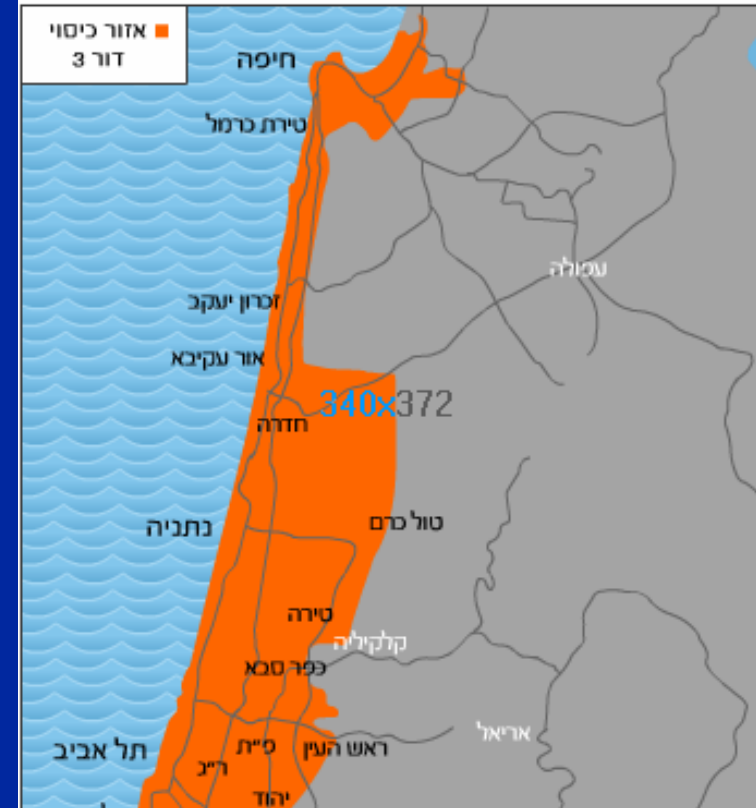 אזור כיסוי
דור 3
חיפה
טירת כרמל
עפולה
זכרון יעקב
אור עקיבא
340x372
חדרה
טול כרם
נתניה
טירה
קלקיליה
כפר סבא
אריאל
ראש העין
פ"ת
תל אביב
ר"ג
יהוד